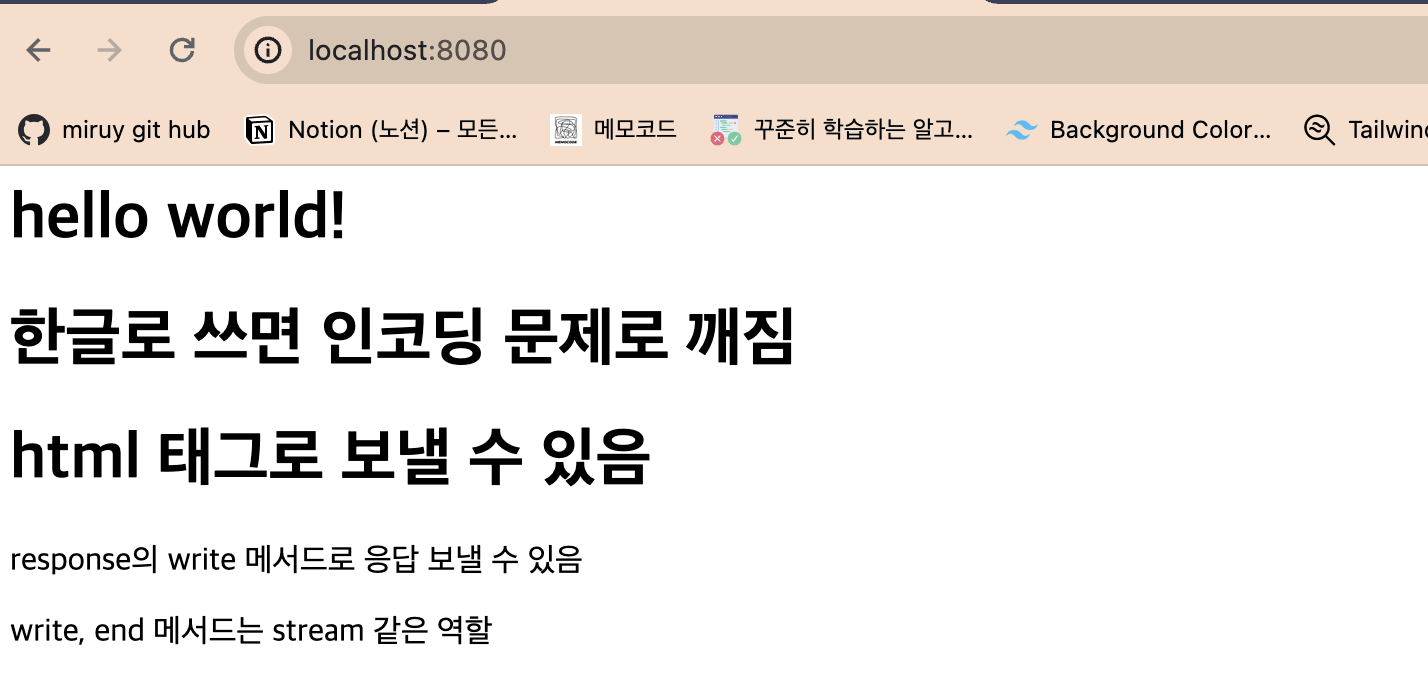 localhost:8080
miruy git hub Notion (노션) – 모든... 메모코드 꾸준히 학습하는 알고... Background Color... Tailwind
hello world!
한글로 쓰면 인코딩 문제로 깨짐
html 태그로 보낼 수 있음
response의 write 메서드로 응답 보낼 수 있음
write, end 메서드는 stream 같은 역할